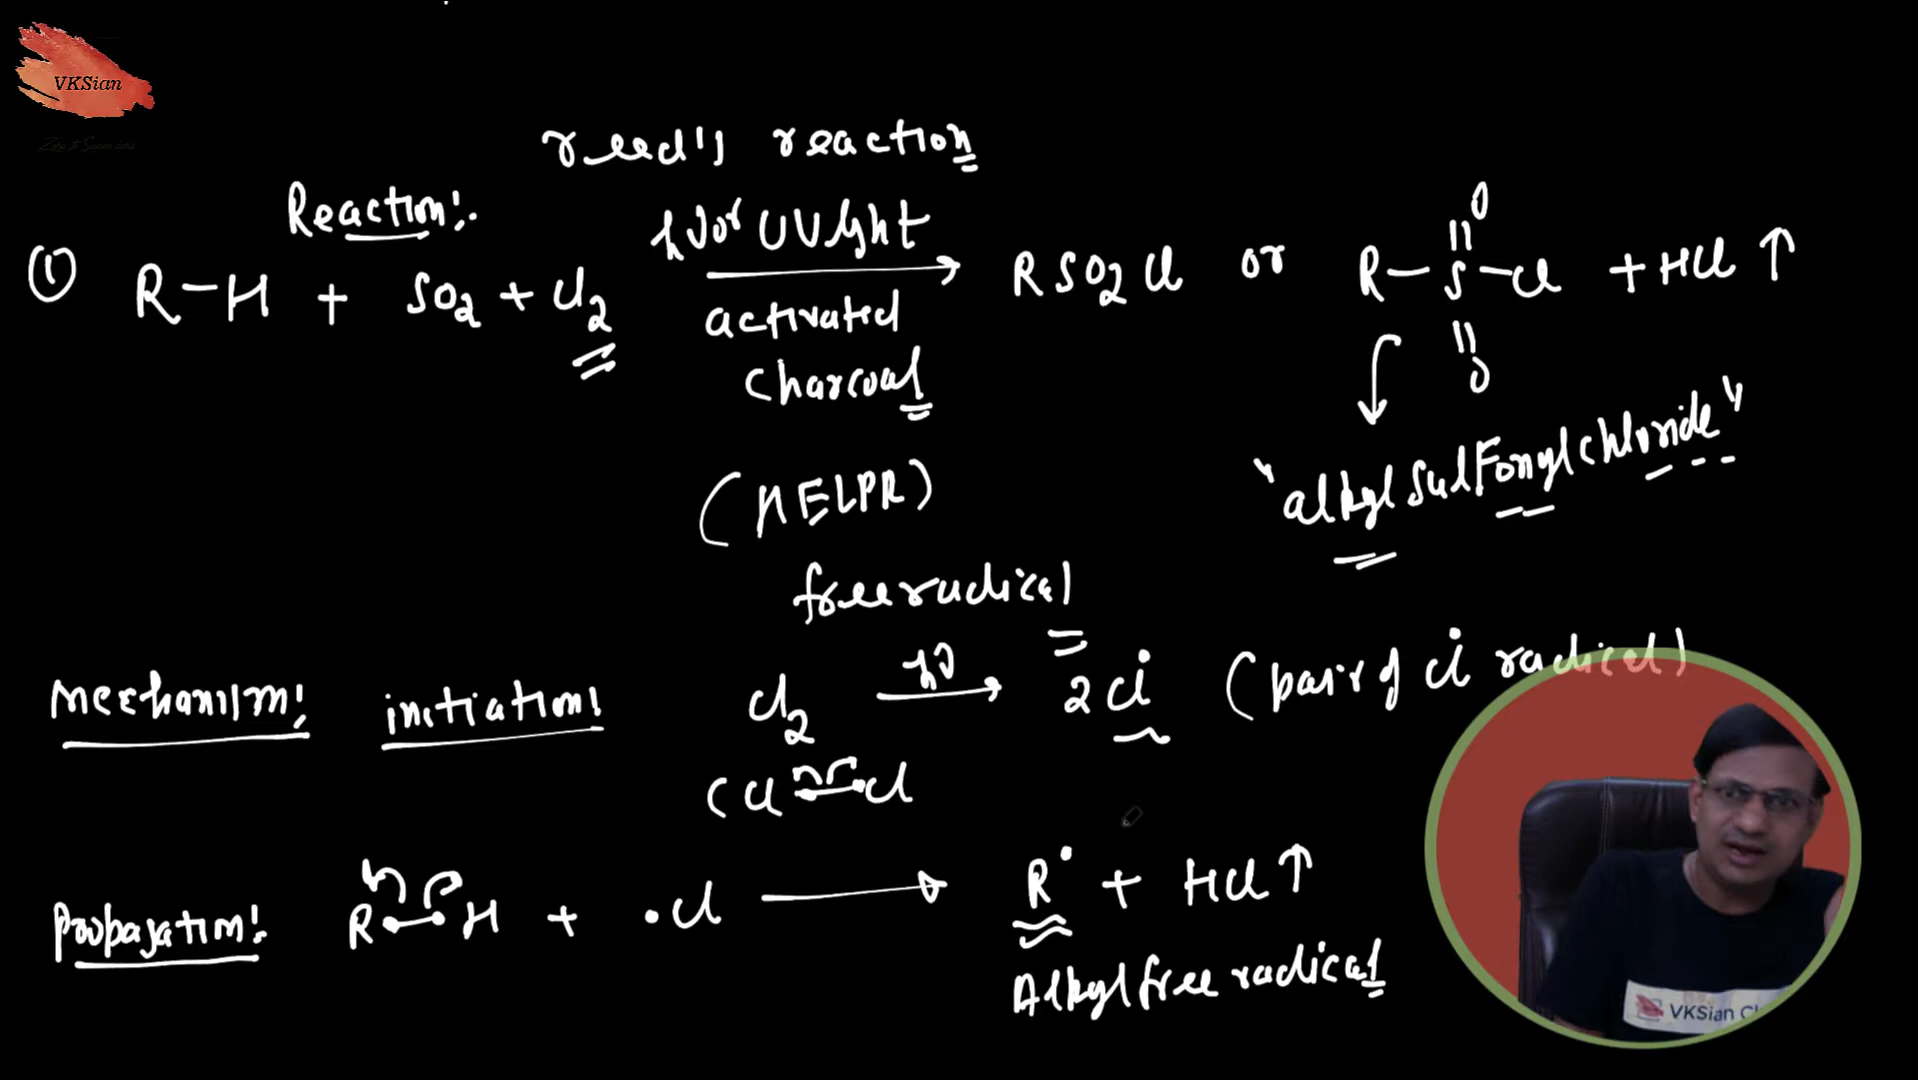 VKSian
reed's reaction
Reaction:-
① R-H + SO2 + Cl2 hν or UV light activated charcoal → RSO2Cl or R-S-Cl + HCl ↑
O
O
"alkyl sulfonyl chloride"
free radical
Mechanism: initiation: Cl2 hν → 2Cl• (pair of Cl• radical)
(Cl-Cl
Propagation: R-H + •Cl → R• + HCl ↑
Alkyl free radical
VKSian